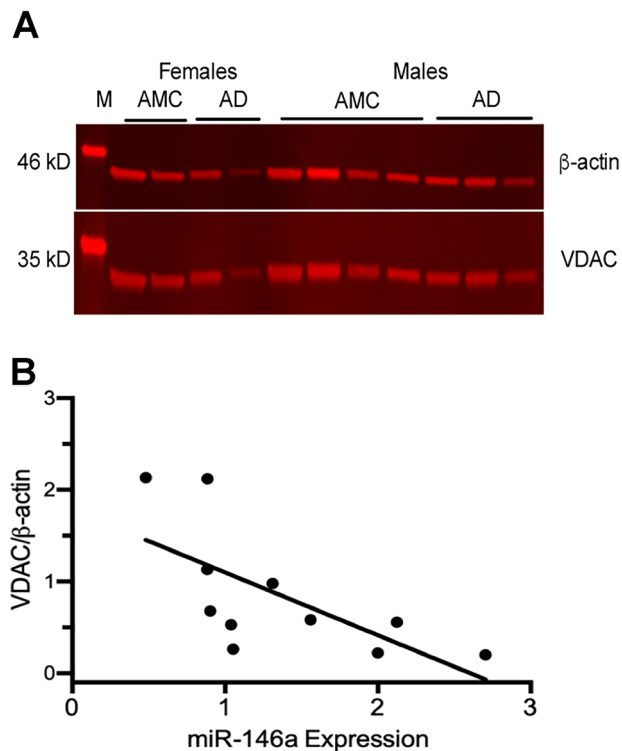 A
Females Males
M AMC AD AMC AD
46 kD β-actin
35 kD VDAC
B
3
2
1
0
VDAC/β-actin
0 1 2 3
miR-146a Expression